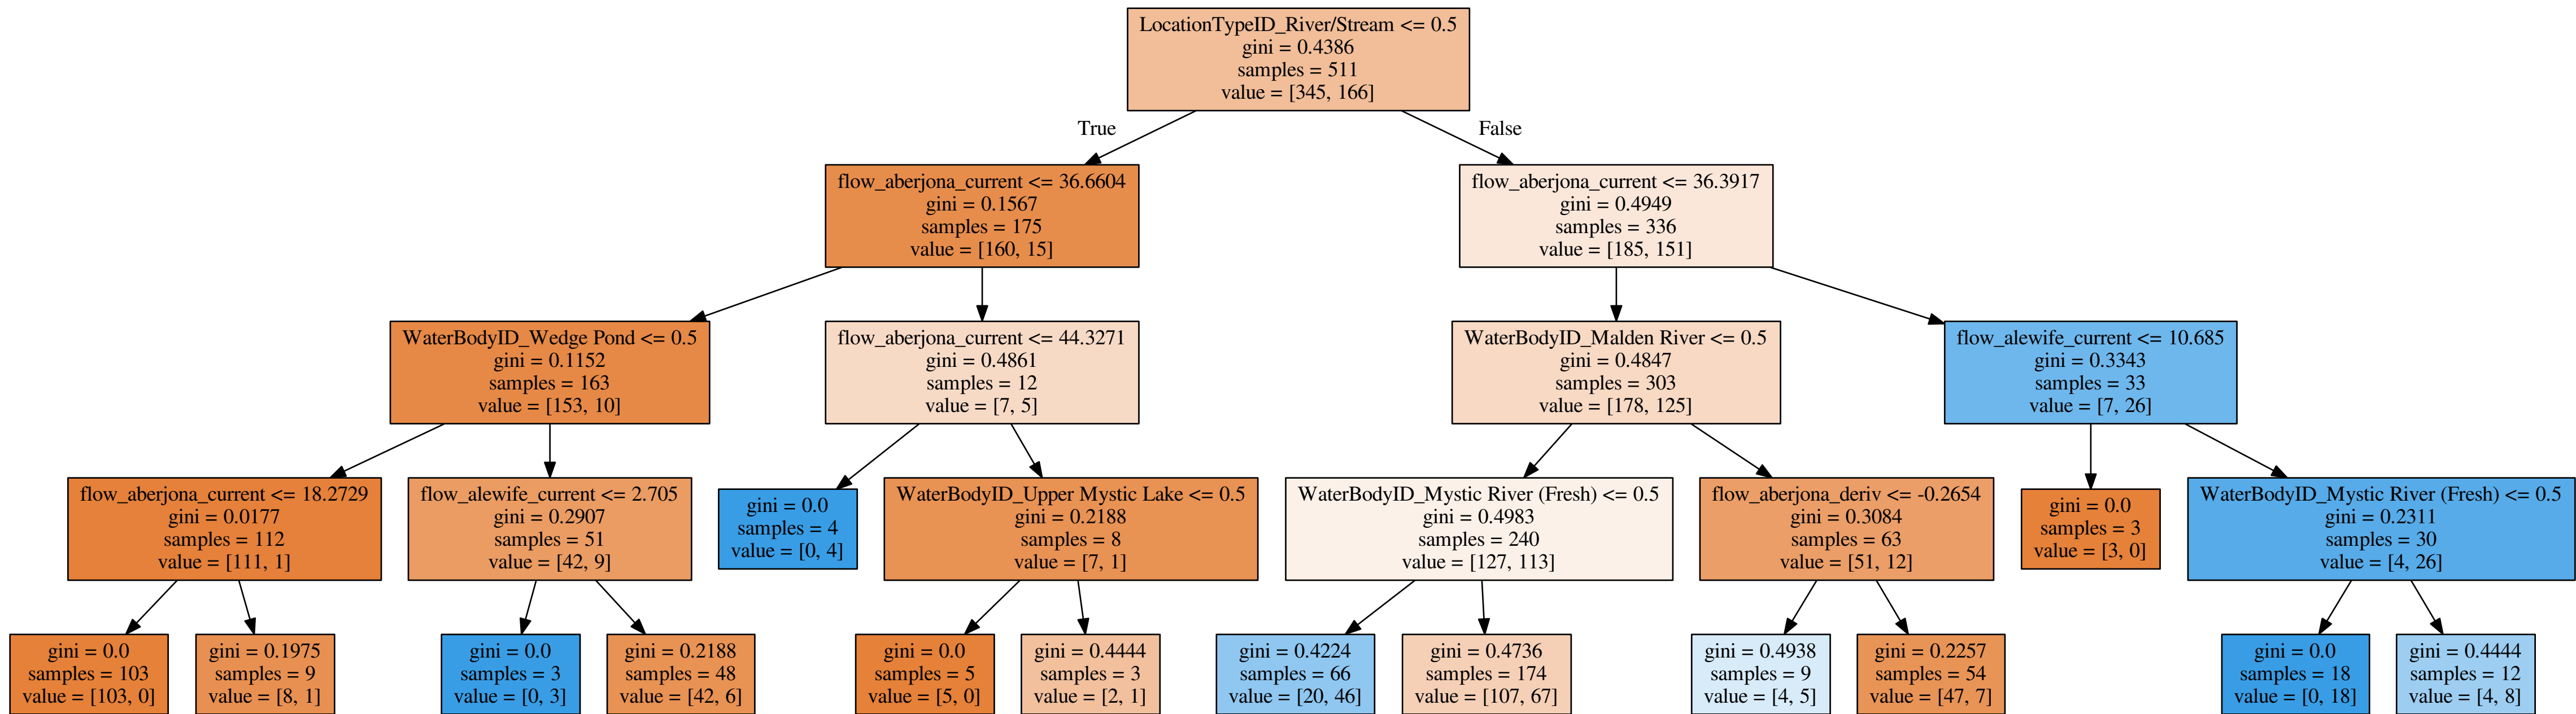 LocationTypeID_River/Stream <= 0.5
gini = 0.4386
samples = 511
value = [345, 166]
True
False
flow_aberjona_current <= 36.6604
gini = 0.1567
samples = 175
value = [160, 15]
flow_aberjona_current <= 36.3917
gini = 0.4949
samples = 336
value = [185, 151]
WaterBodyID_Wedge Pond <= 0.5
gini = 0.1152
samples = 163
value = [153, 10]
flow_aberjona_current <= 44.3271
gini = 0.4861
samples = 12
value = [7, 5]
WaterBodyID_Malden River <= 0.5
gini = 0.4847
samples = 303
value = [178, 125]
flow_alewife_current <= 10.685
gini = 0.3343
samples = 33
value = [7, 26]
flow_aberjona_current <= 18.2729
gini = 0.0177
samples = 112
value = [111, 1]
flow_alewife_current <= 2.705
gini = 0.2907
samples = 51
value = [42, 9]
gini = 0.0
samples = 4
value = [0, 4]
WaterBodyID_Upper Mystic Lake <= 0.5
gini = 0.2188
samples = 8
value = [7, 1]
WaterBodyID_Mystic River (Fresh) <= 0.5
gini = 0.4983
samples = 240
value = [127, 113]
flow_aberjona_deriv <= -0.2654
gini = 0.3084
samples = 63
value = [51, 12]
gini = 0.0
samples = 3
value = [3, 0]
WaterBodyID_Mystic River (Fresh) <= 0.5
gini = 0.2311
samples = 30
value = [4, 26]
gini = 0.0
samples = 103
value = [103, 0]
gini = 0.1975
samples = 9
value = [8, 1]
gini = 0.0
samples = 3
value = [0, 3]
gini = 0.2188
samples = 48
value = [42, 6]
gini = 0.0
samples = 5
value = [5, 0]
gini = 0.4444
samples = 3
value = [2, 1]
gini = 0.4224
samples = 66
value = [20, 46]
gini = 0.4736
samples = 174
value = [107, 67]
gini = 0.4938
samples = 9
value = [4, 5]
gini = 0.2257
samples = 54
value = [47, 7]
gini = 0.0
samples = 18
value = [0, 18]
gini = 0.4444
samples = 12
value = [4, 8]